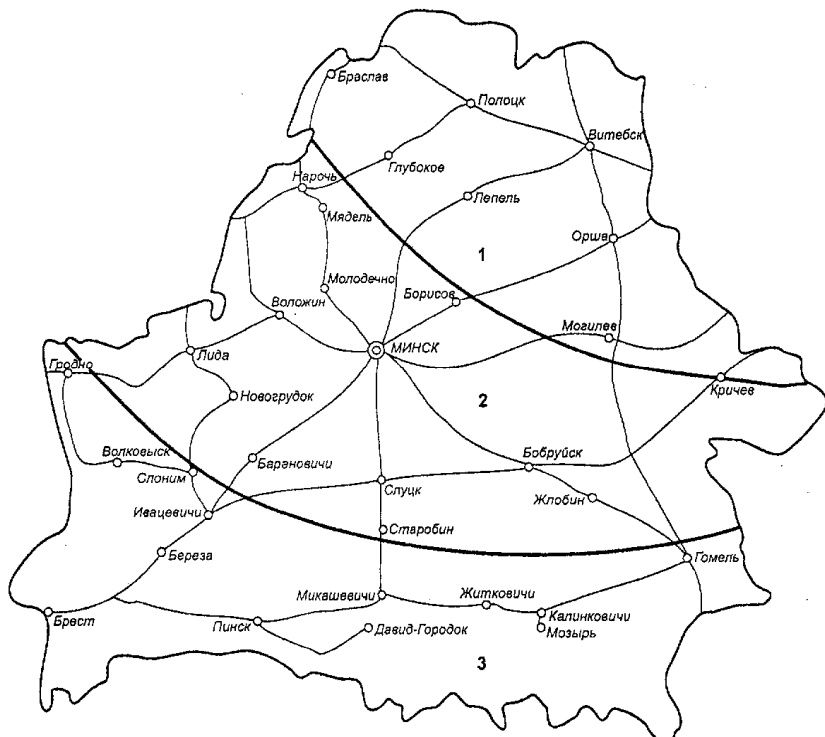 Браслав
Полоцк
Витебск
Глубокое
Нарочь
Лепель
Мядель
Орша
1
Молодечно
Борисов
Воложин
Могилев
МИНСК
Лида
Гродно
Кричев
Новогрудок
2
Волковыск
Барановичи
Бобруйск
Слоним
Слуцк
Жлобин
Ивацевичи
Старобин
Береза
Гомель
Микашевичи
Житковичи
Брест
Пинск
Калинковичи
Давид-Городок
Мозырь
3